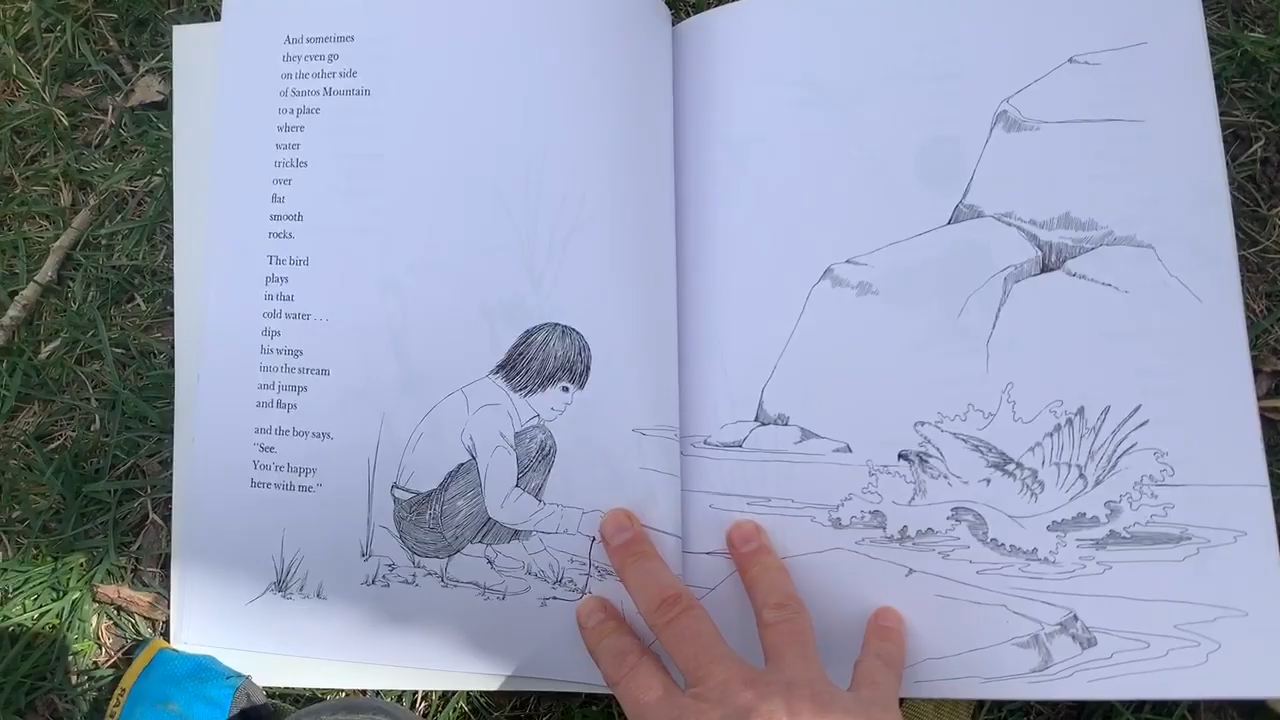 And sometimes
they even go
on the other side
of Santos Mountain
to a place
where
water
trickles
over
flat
smooth
rocks.
The bird
plays
in that
cold water . . .
dips
his wings
into the stream
and jumps
and flaps
and the boy says,
"See.
You're happy
here with me."